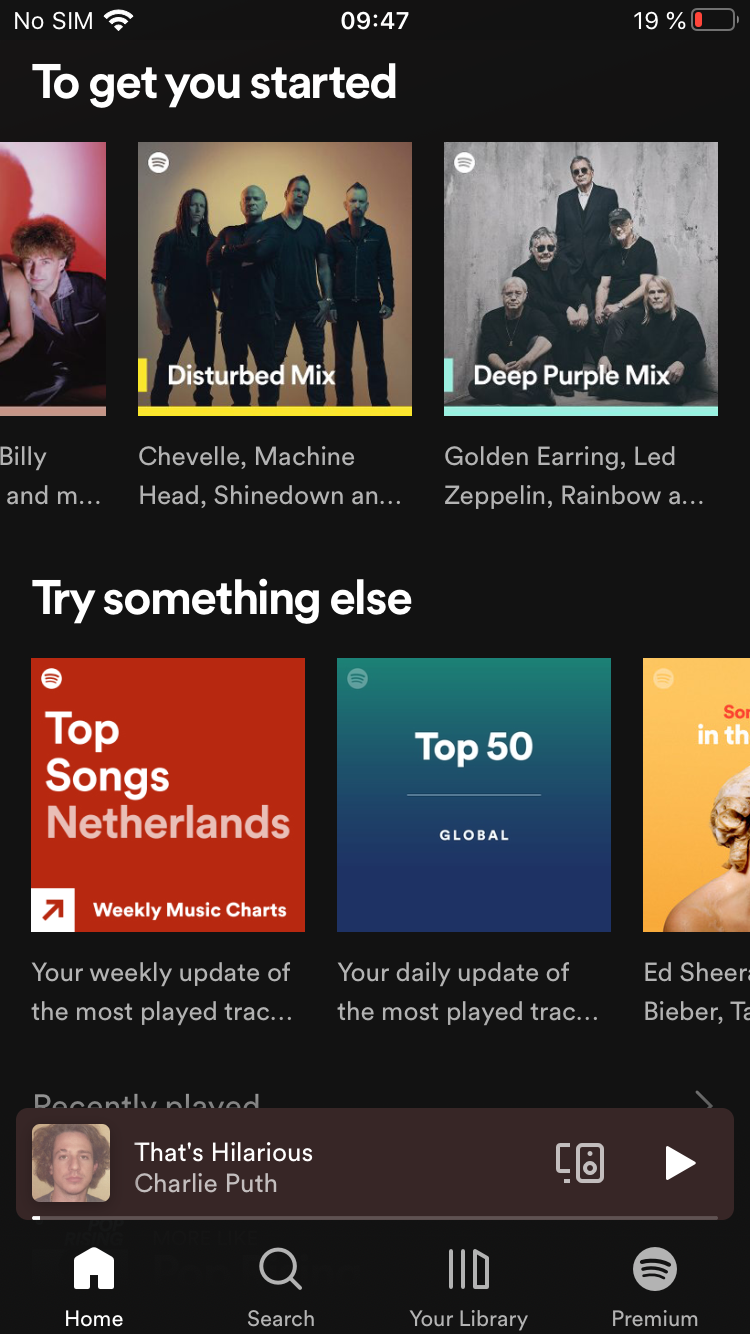 No SIM 09:47 19 %
To get you started
Disturbed Mix
Deep Purple Mix
Billy
and m...
Chevelle, Machine
Head, Shinedown an...
Golden Earring, Led
Zeppelin, Rainbow a...
Try something else
Top
Songs
Netherlands
Weekly Music Charts
Top 50
GLOBAL
in th
Your weekly update of
the most played trac...
Your daily update of
the most played trac...
Ed Sheer
Bieber, Ta
Recently played
That's Hilarious
Charlie Puth
Home
Search
Your Library
Premium